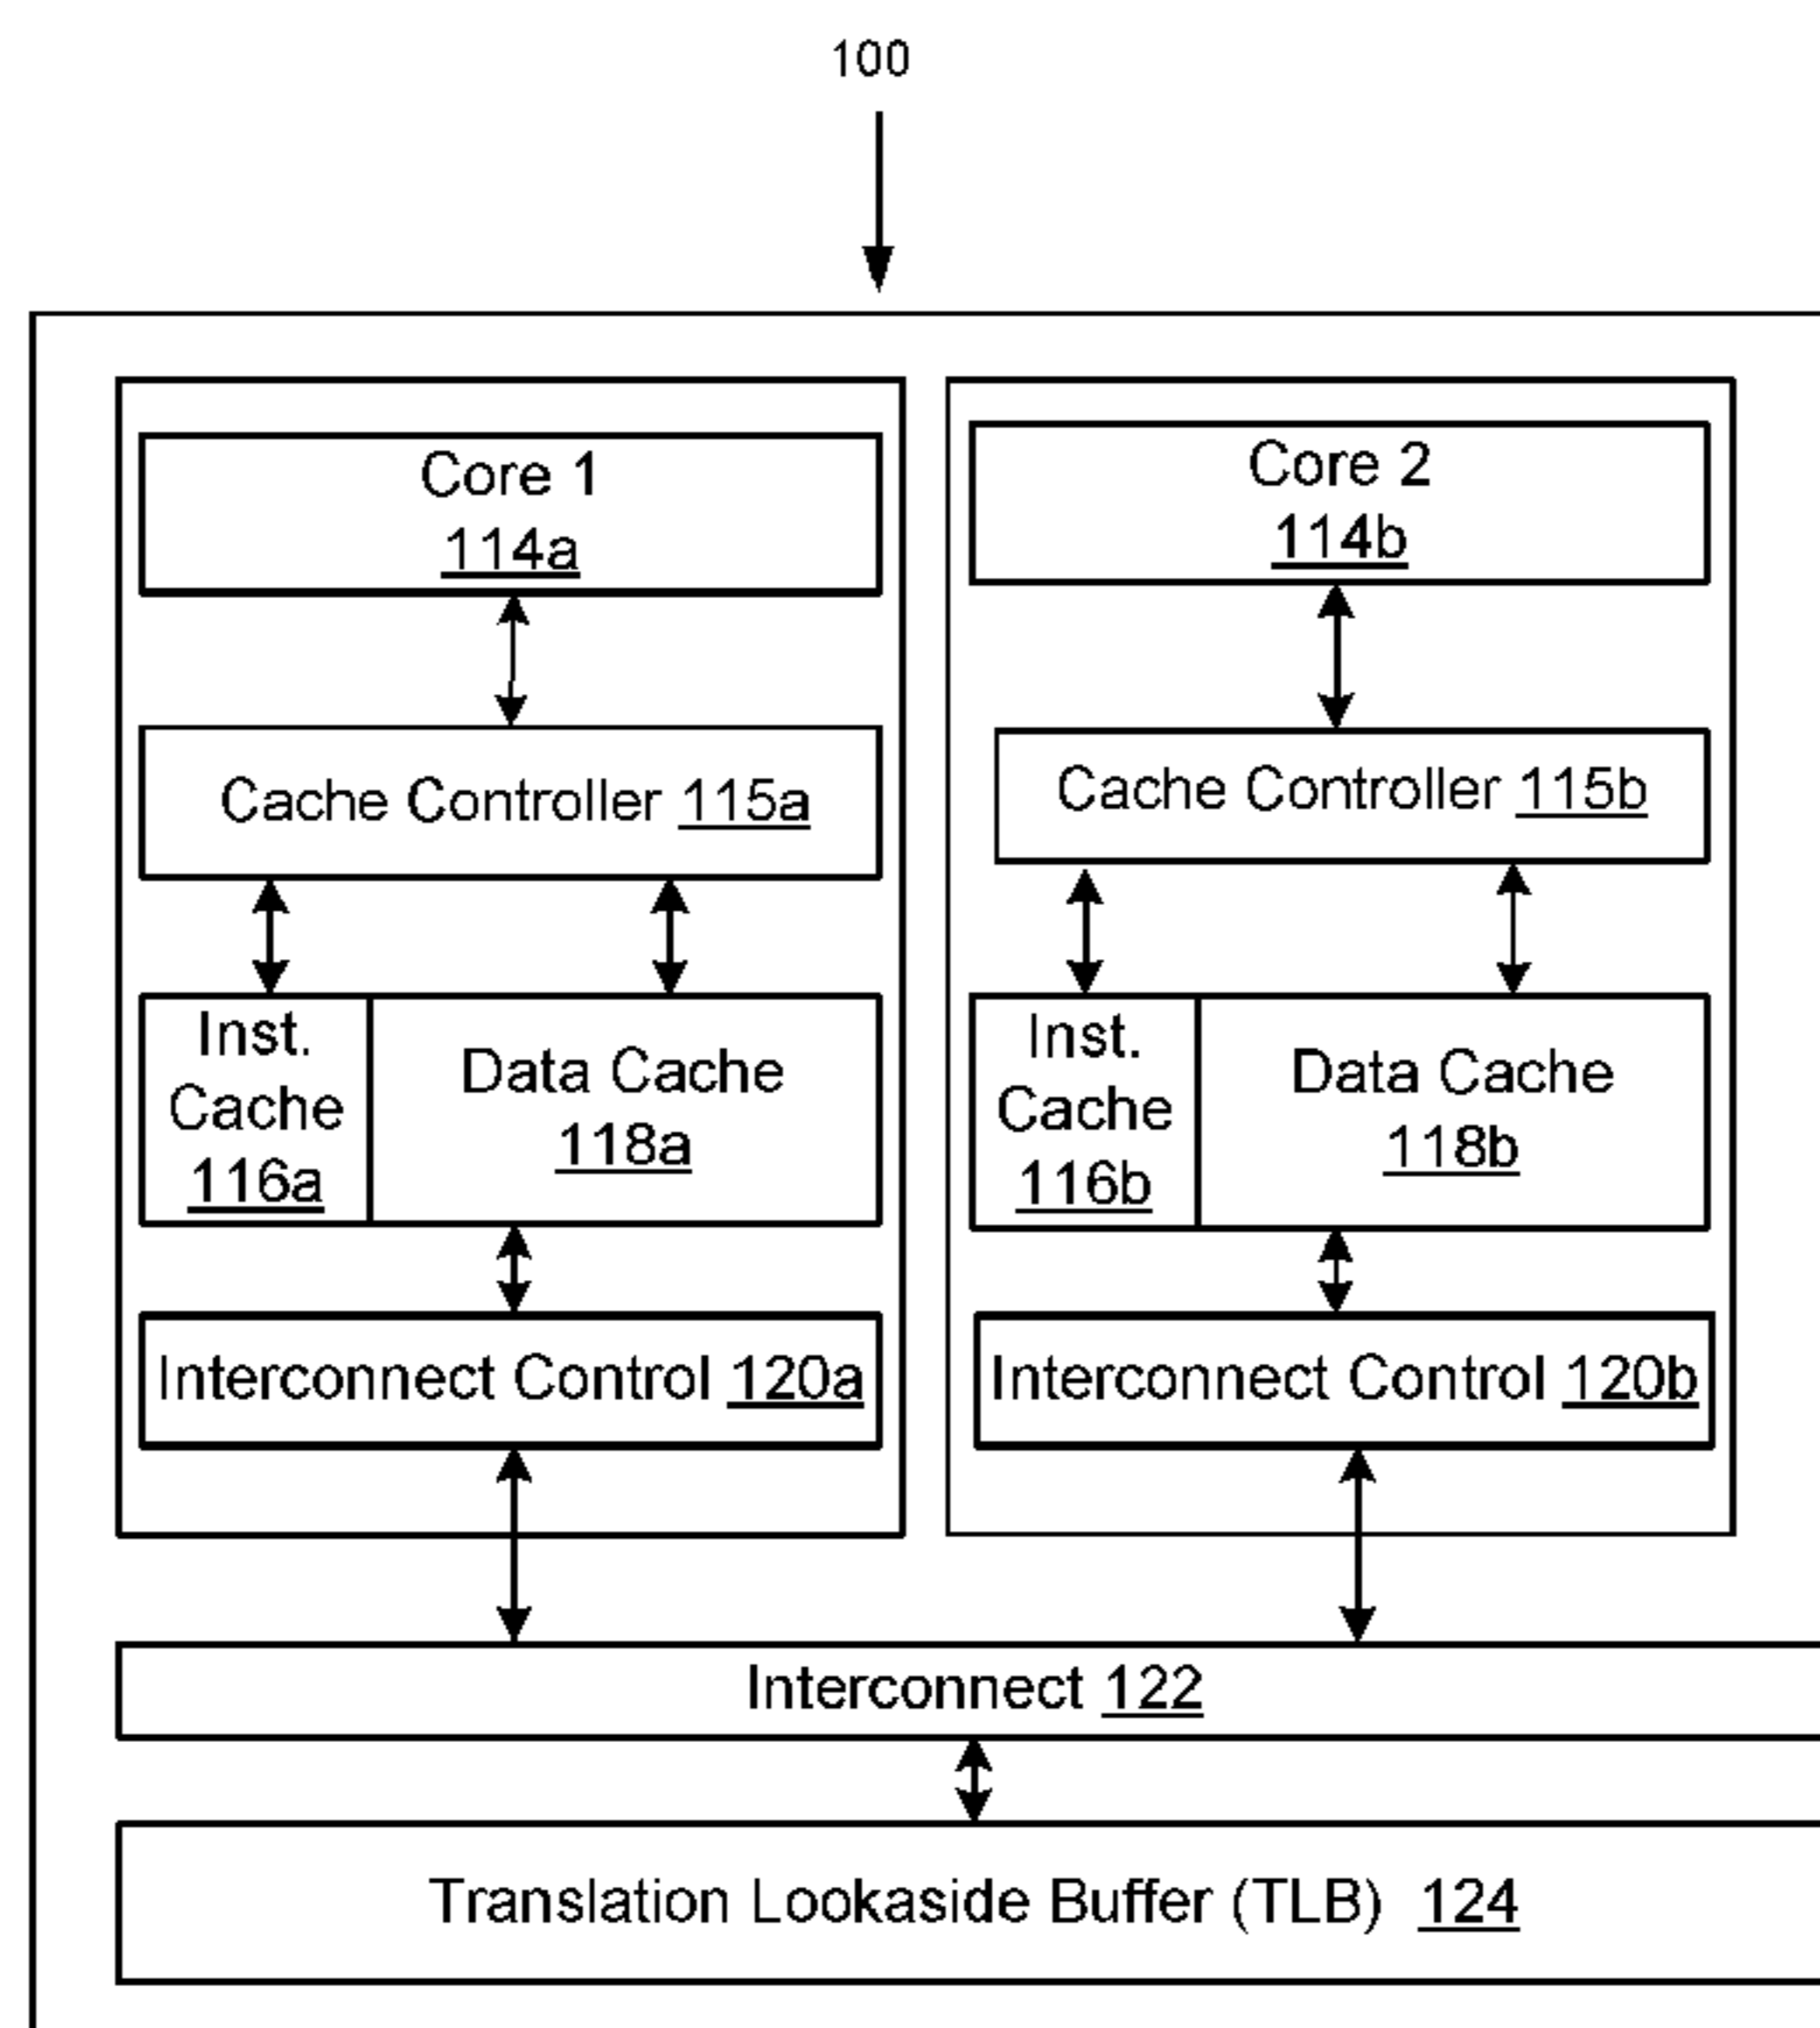 100
Core 1
114a
Cache Controller 115a
Inst.
Cache
116a
Data Cache
118a
Interconnect Control 120a
Core 2
114b
Cache Controller 115b
Inst.
Cache
116b
Data Cache
118b
Interconnect Control 120b
Interconnect 122
Translation Lookaside Buffer (TLB) 124